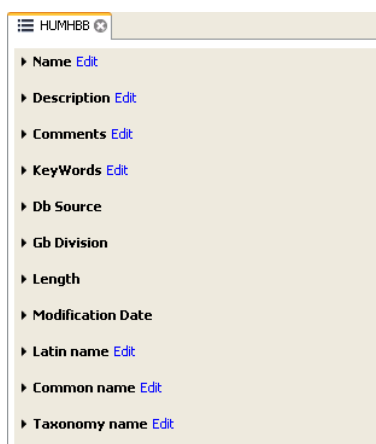 HUMHBB
Name Edit
Description Edit
Comments Edit
KeyWords Edit
Db Source
Gb Division
Length
Modification Date
Latin name Edit
Common name Edit
Taxonomy name Edit